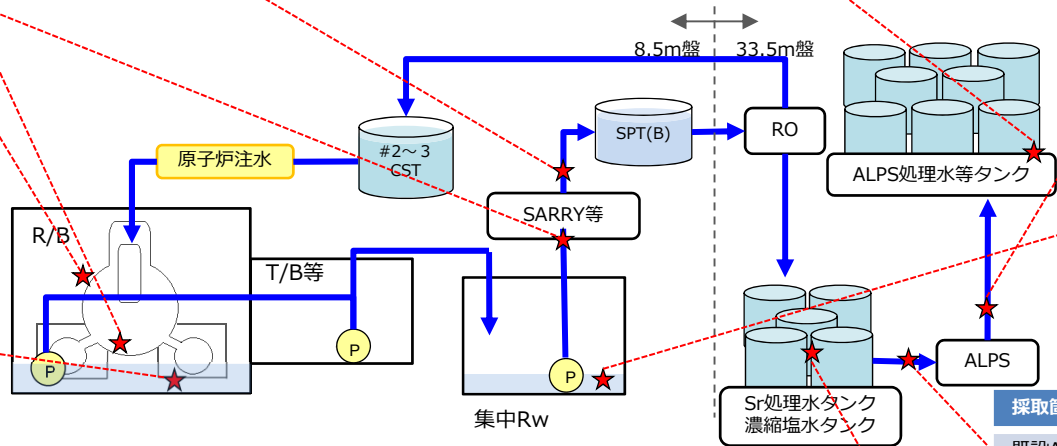 8.5m盤 33.5m盤
SPT(B)
RO
#2～3
CST
原子炉注水
ALPS処理水等タンク
SARRY等
R/B
T/B等
P
P
P
ALPS
Sr処理水タンク
濃縮塩水タンク
集中Rw